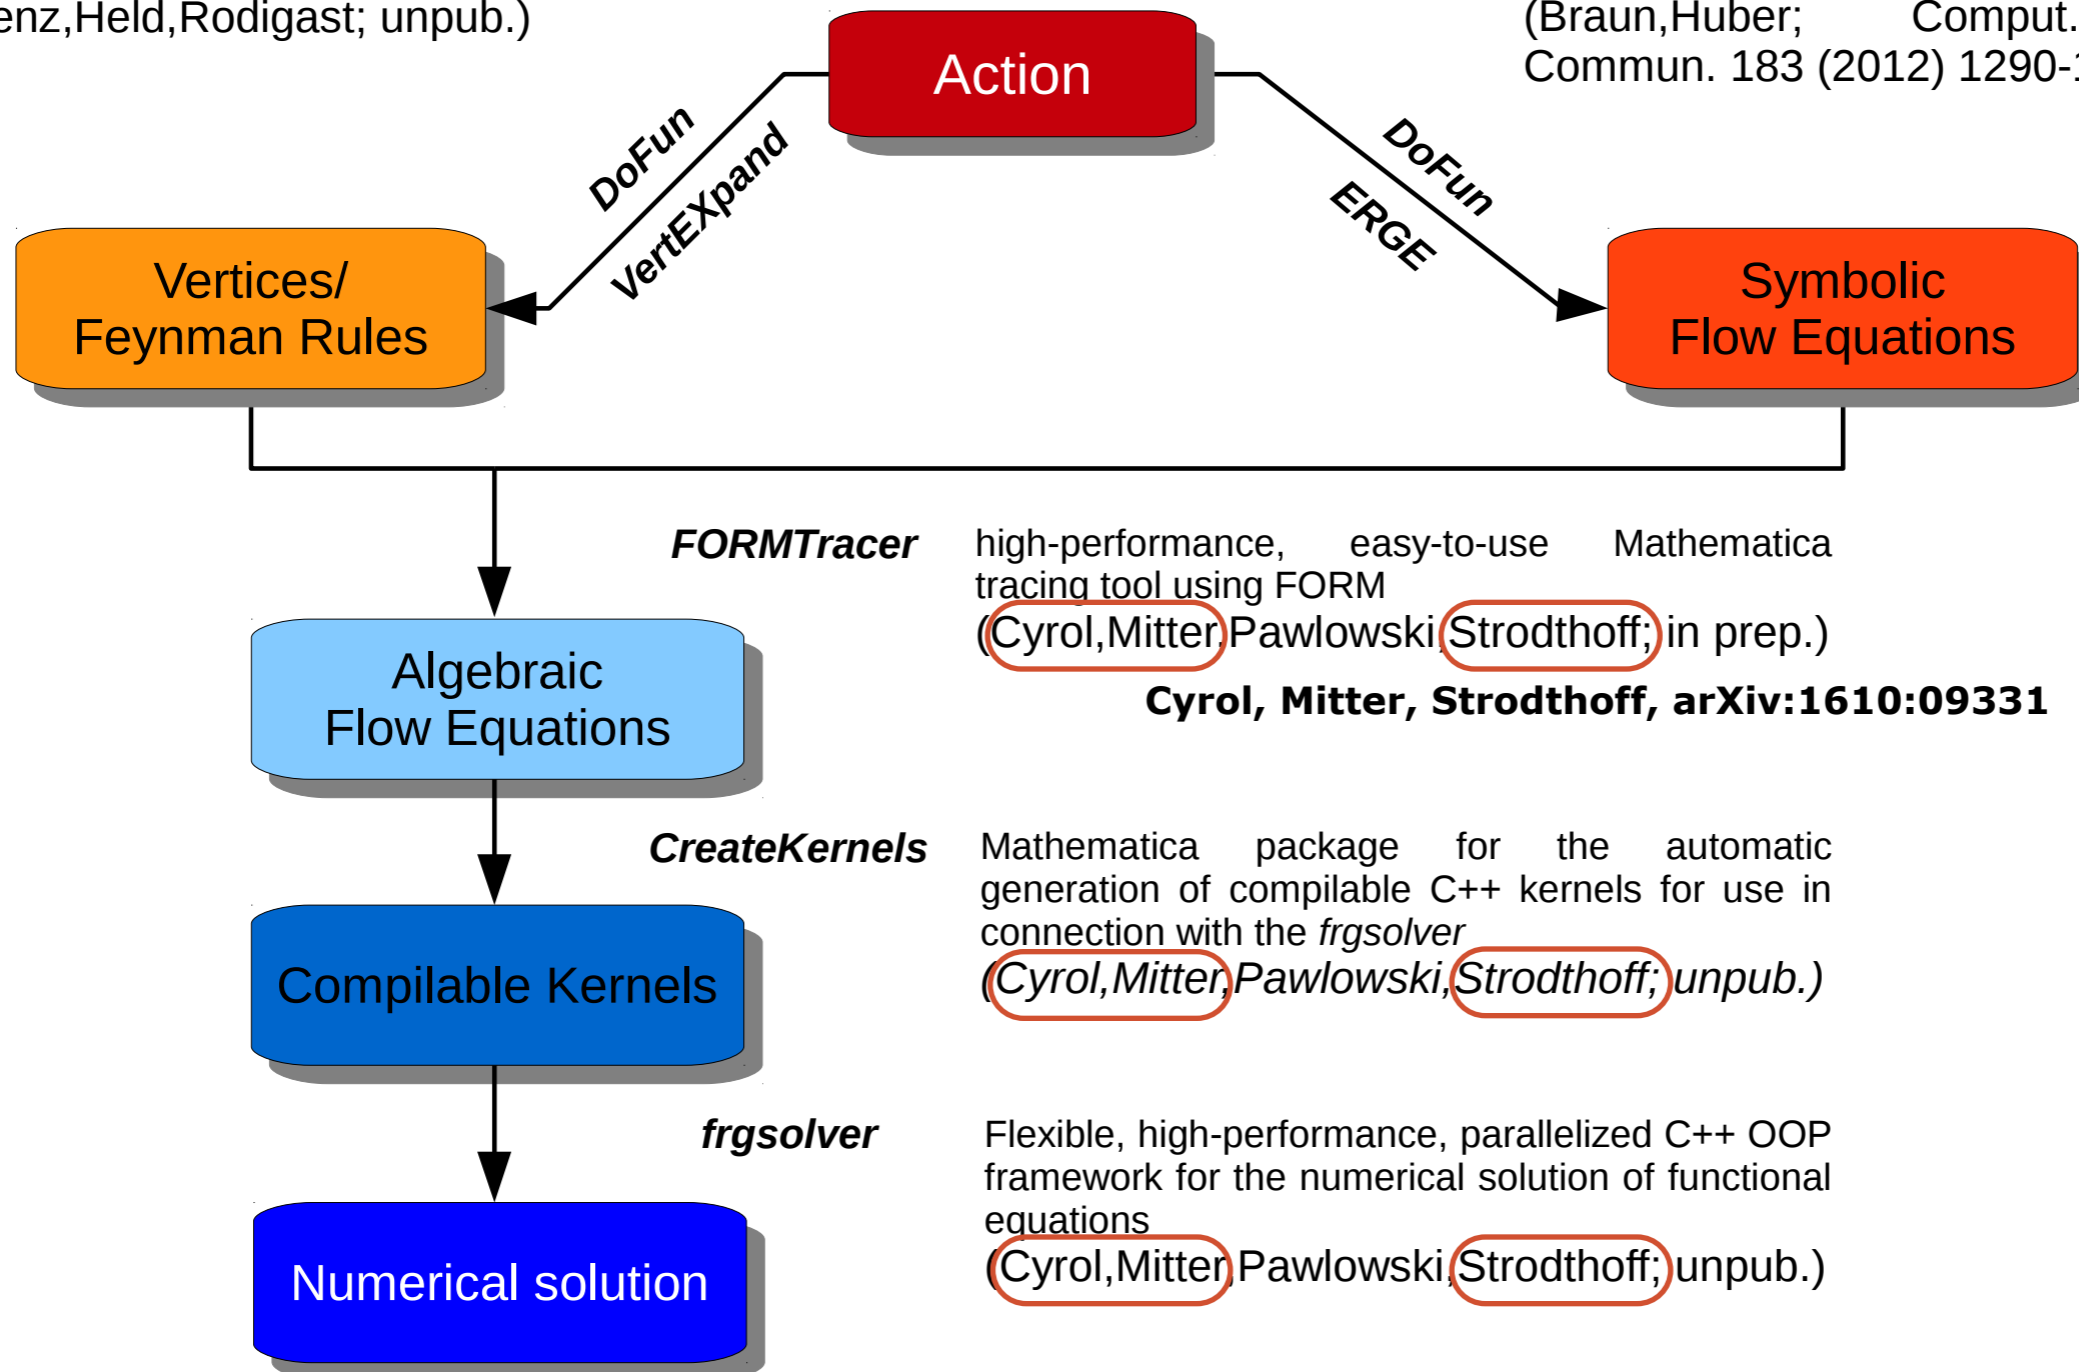 enz,Held,Rodigast; unpub.)
(Braun,Huber; Comput.
Commun. 183 (2012) 1290-1
Action
DoFun
VertEXpand
DoFun
ERGE
Vertices/
Feynman Rules
Symbolic
Flow Equations
FORMTracer
high-performance, easy-to-use Mathematica
tracing tool using FORM
(Cyrol,Mitter,Pawlowski,Strodthoff; in prep.)
Cyrol, Mitter, Strodthoff, arXiv:1610:09331
Algebraic
Flow Equations
CreateKernels
Mathematica package for the automatic
generation of compilable C++ kernels for use in
connection with the frgsolver
(Cyrol,Mitter,Pawlowski,Strodthoff; unpub.)
Compilable Kernels
frgsolver
Flexible, high-performance, parallelized C++ OOP
framework for the numerical solution of functional
equations
(Cyrol,Mitter,Pawlowski,Strodthoff; unpub.)
Numerical solution